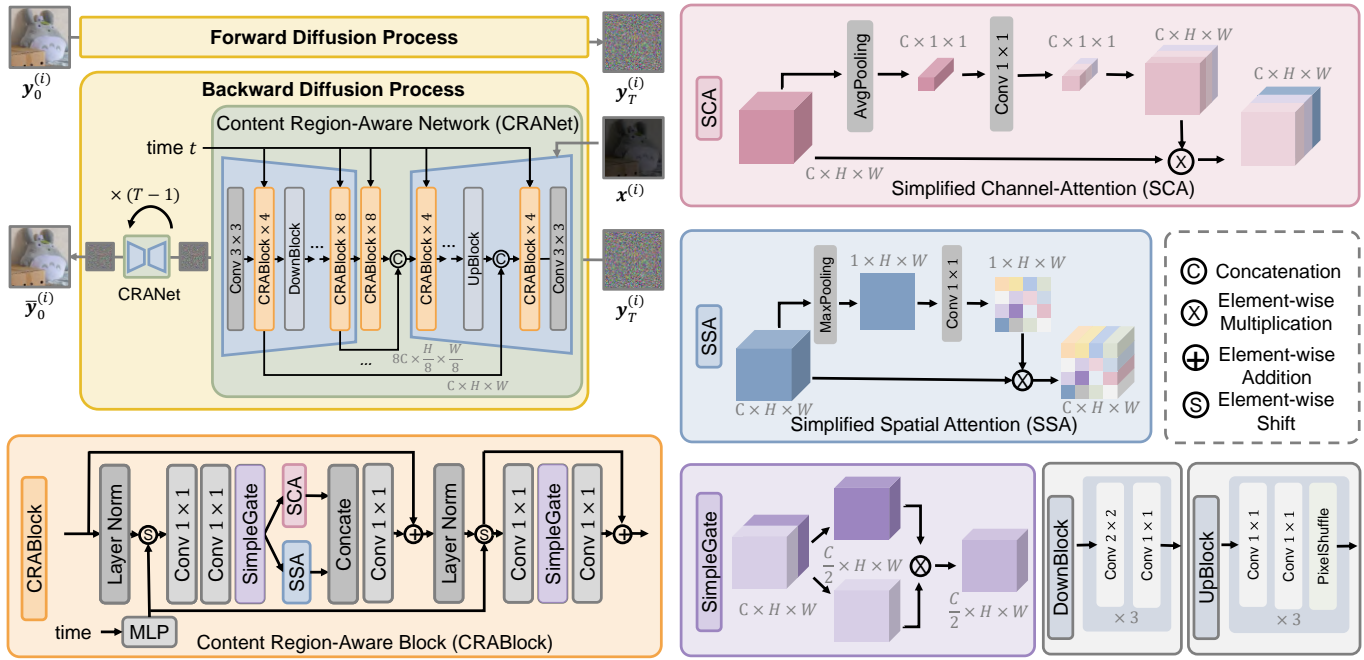 Forward Diffusion Process
y_0^{(i)}
y_T^{(i)}
Backward Diffusion Process
Content Region-Aware Network (CRANet)
time t
x^{(i)}
× (T − 1)
CRANet
Conv 3 × 3
CRABlock × 4
DownBlock
...
CRABlock × 8
CRABlock × 8
C
CRABlock × 4
...
UpBlock
C
CRABlock × 4
Conv 3 × 3
\overline{y}_0^{(i)}
y_T^{(i)}
...
8C × H/8 × W/8
C × H × W
SCA
AvgPooling
C × 1 × 1
Conv 1 × 1
C × 1 × 1
C × H × W
C × H × W
C × H × W
X
Simplified Channel-Attention (SCA)
SSA
MaxPooling
1 × H × W
Conv 1 × 1
1 × H × W
X
C × H × W
C × H × W
Simplified Spatial Attention (SSA)
C Concatenation
X Element-wise
Multiplication
+ Element-wise
Addition
S Element-wise
Shift
CRABlock
Layer Norm
S
Conv 1 × 1
Conv 1 × 1
SimpleGate
SCA
SSA
Concate
Conv 1 × 1
+
Layer Norm
S
Conv 1 × 1
SimpleGate
Conv 1 × 1
+
time
MLP
Content Region-Aware Block (CRABlock)
SimpleGate
C × H × W
C/2 × H × W
X
C/2 × H × W
DownBlock
Conv 2 × 2
Conv 1 × 1
× 3
UpBlock
Conv 1 × 1
Conv 1 × 1
PixelShuffle
× 3